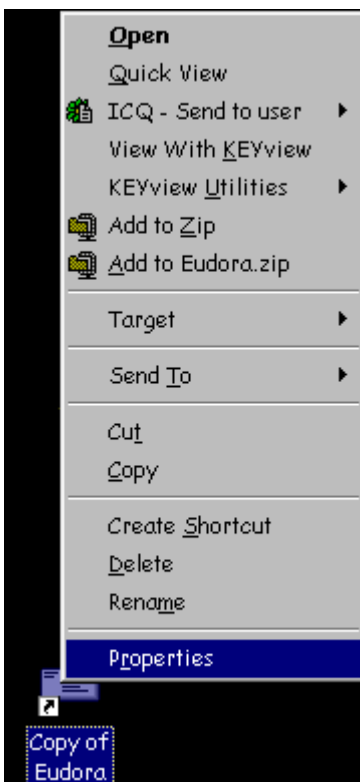 Open
Quick View
ICQ - Send to user
View With KEYview
KEYview Utilities
Add to Zip
Add to Eudora.zip
Target
Send To
Cut
Copy
Create Shortcut
Delete
Rename
Properties
Copy of
Eudora